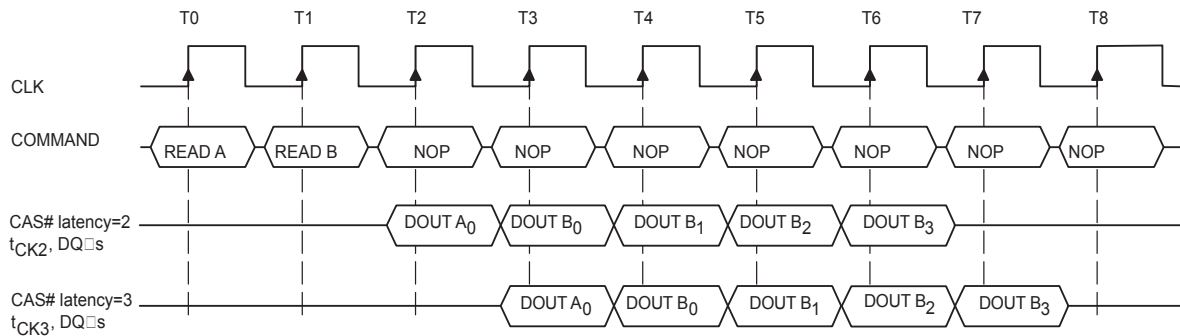 T0 T1 T2 T3 T4 T5 T6 T7 T8
CLK
COMMAND READ A READ B NOP NOP NOP NOP NOP NOP NOP
CAS# latency=2 DOUT A0 DOUT B0 DOUT B1 DOUT B2 DOUT B3
tCK2, DQ□s
CAS# latency=3 DOUT A0 DOUT B0 DOUT B1 DOUT B2 DOUT B3
tCK3, DQ□s